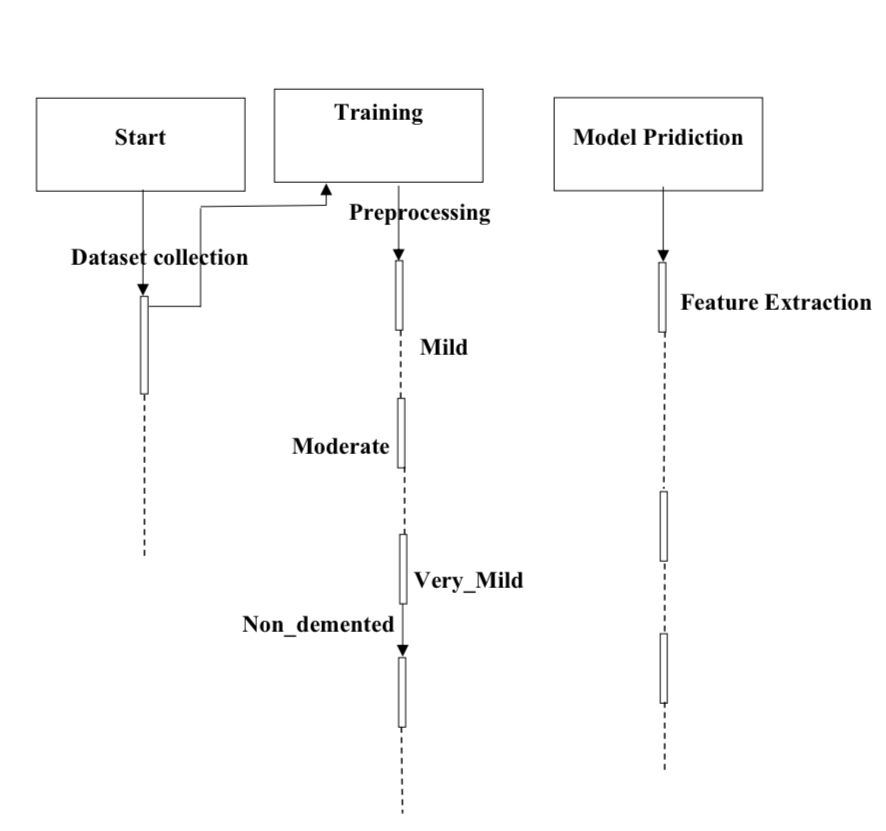 Start
Training
Model Pridiction
Preprocessing
Dataset collection
Feature Extraction
Mild
Moderate
Very_Mild
Non_demented